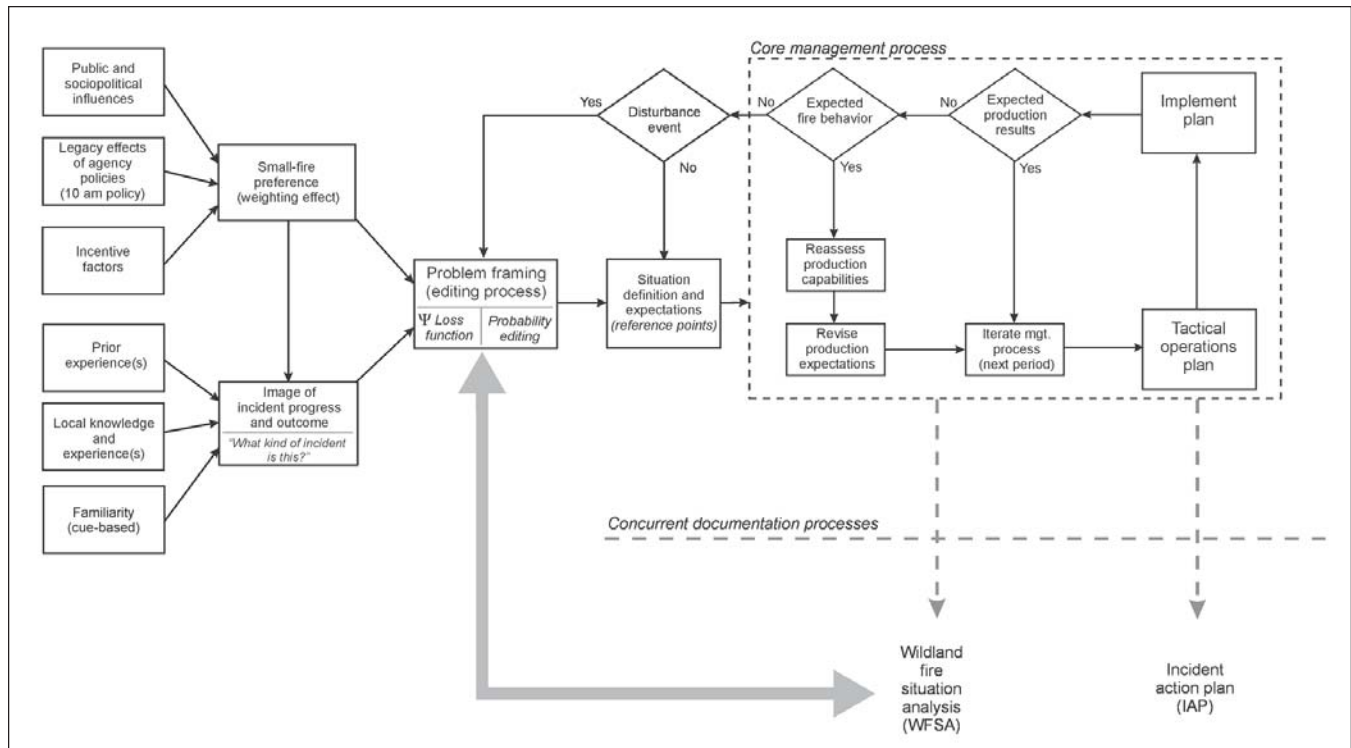 Public and
sociopolitical
influences
Legacy effects
of agency
policies
(10 am policy)
Incentive
factors
Prior
experience(s)
Local knowledge
and
experience(s)
Familiarity
(cue-based)
Small-fire
preference
(weighting effect)
Image of
incident progress
and outcome
"What kind of incident
is this?"
Problem framing
(editing process)
Ψ Loss
function
Probability
editing
Yes
Disturbance
event
No
Situation
definition and
expectations
(reference points)
Core management process
No
Expected
fire behavior
Yes
No
Expected
production
results
Yes
Implement
plan
Reassess
production
capabilities
Revise
production
expectations
Iterate mgt.
process
(next period)
Tactical
operations
plan
Concurrent documentation processes
Wildland
fire
situation
analysis
(WFSA)
Incident
action plan
(IAP)